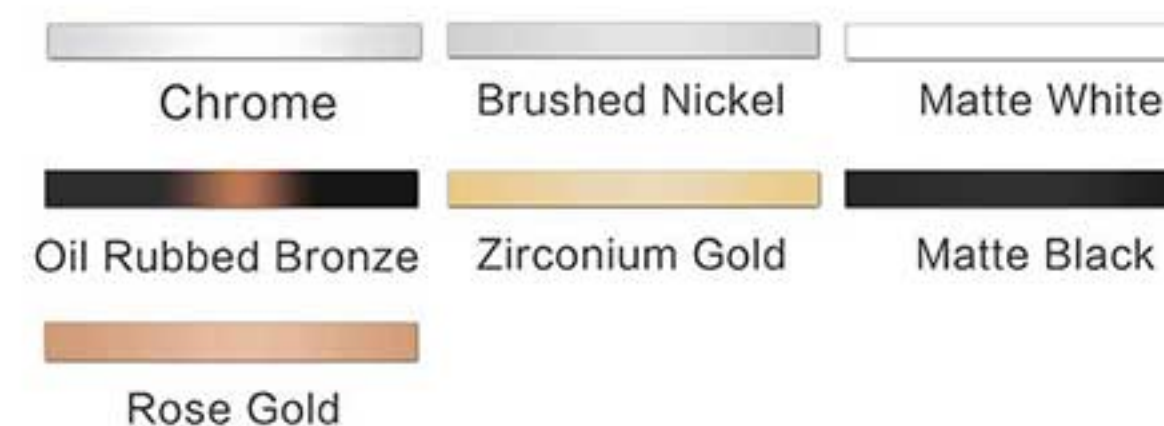 Chrome
Brushed Nickel
Matte White
Oil Rubbed Bronze
Zirconium Gold
Matte Black
Rose Gold